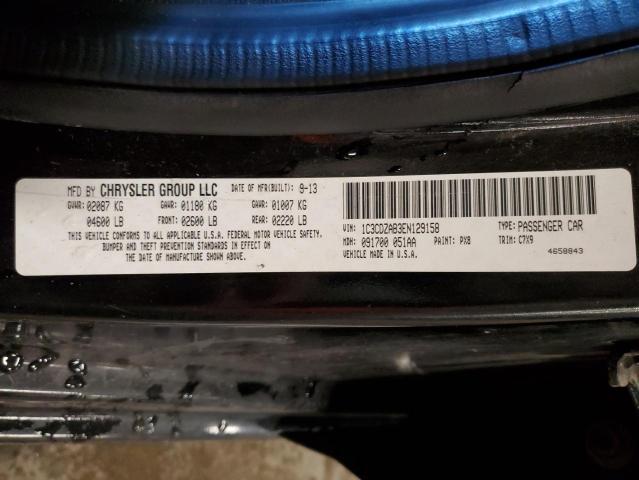 MFD BY CHRYSLER GROUP LLC DATE OF MFR(BUILT): 9-13
GVWR: 02087 KG GAWR: 01180 KG GAWR: 01007 KG
04600 LB FRONT: 02600 LB REAR: 02220 LB
THIS VEHICLE CONFORMS TO ALL APPLICABLE U.S.A. FEDERAL MOTOR VEHICLE SAFETY,
BUMPER AND THEFT PREVENTION STANDARDS IN EFFECT ON
THE DATE OF MANUFACTURE SHOWN ABOVE.
VIN: 1C3CDZAB3EN129158 TYPE: PASSENGER CAR
MDH: 091700 051AA PAINT: PX8 TRIM: C7X9
VEHICLE MADE IN U.S.A. 4658843